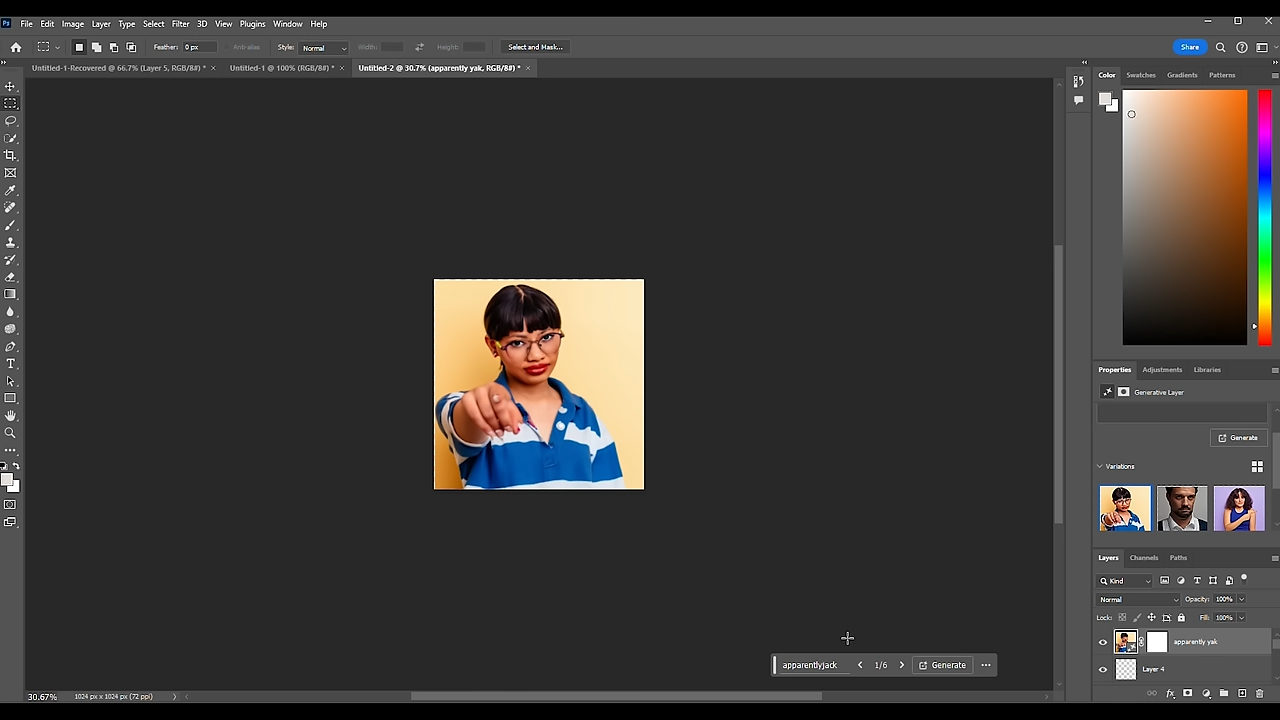 Ps File Edit Image Layer Type Select Filter 3D View Plugins Window Help
Feather: 0 px Anti-alias Style: Normal Width: Height: Select and Mask... Share
Untitled-1-Recovered @ 66.7% (Layer 5, RGB/8#) * × Untitled-1 @ 100% (RGB/8#) * × Untitled-2 @ 30.7% (apparently yak, RGB/8#) * ×
Color Swatches Gradients Patterns
Properties Adjustments Libraries
Generative Layer
Generate
Variations
Layers Channels Paths
Kind
Normal Opacity: 100%
Lock: Fill: 100%
apparently yak
apparentlyjack 1/6 Generate ...
Layer 4
30.67% 1024 px x 1024 px (72 ppi)